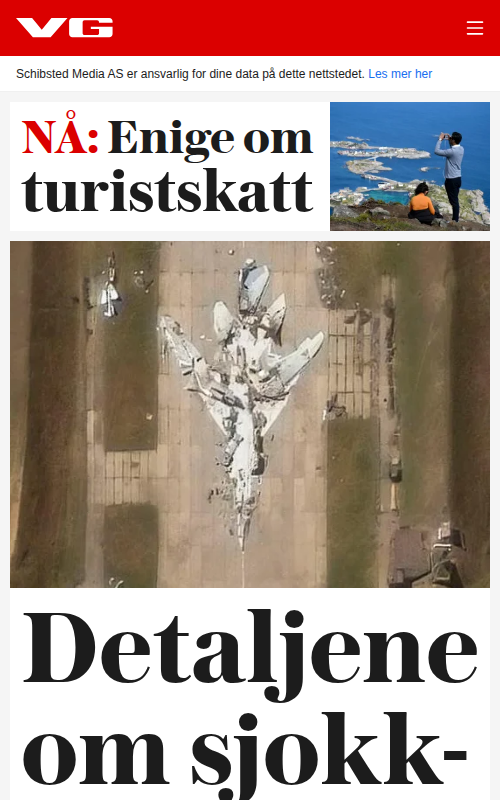 VG
Schibsted Media AS er ansvarlig for dine data på dette nettstedet. Les mer her
NÅ: Enige om
turistskatt
Detaljene
om sjokk-